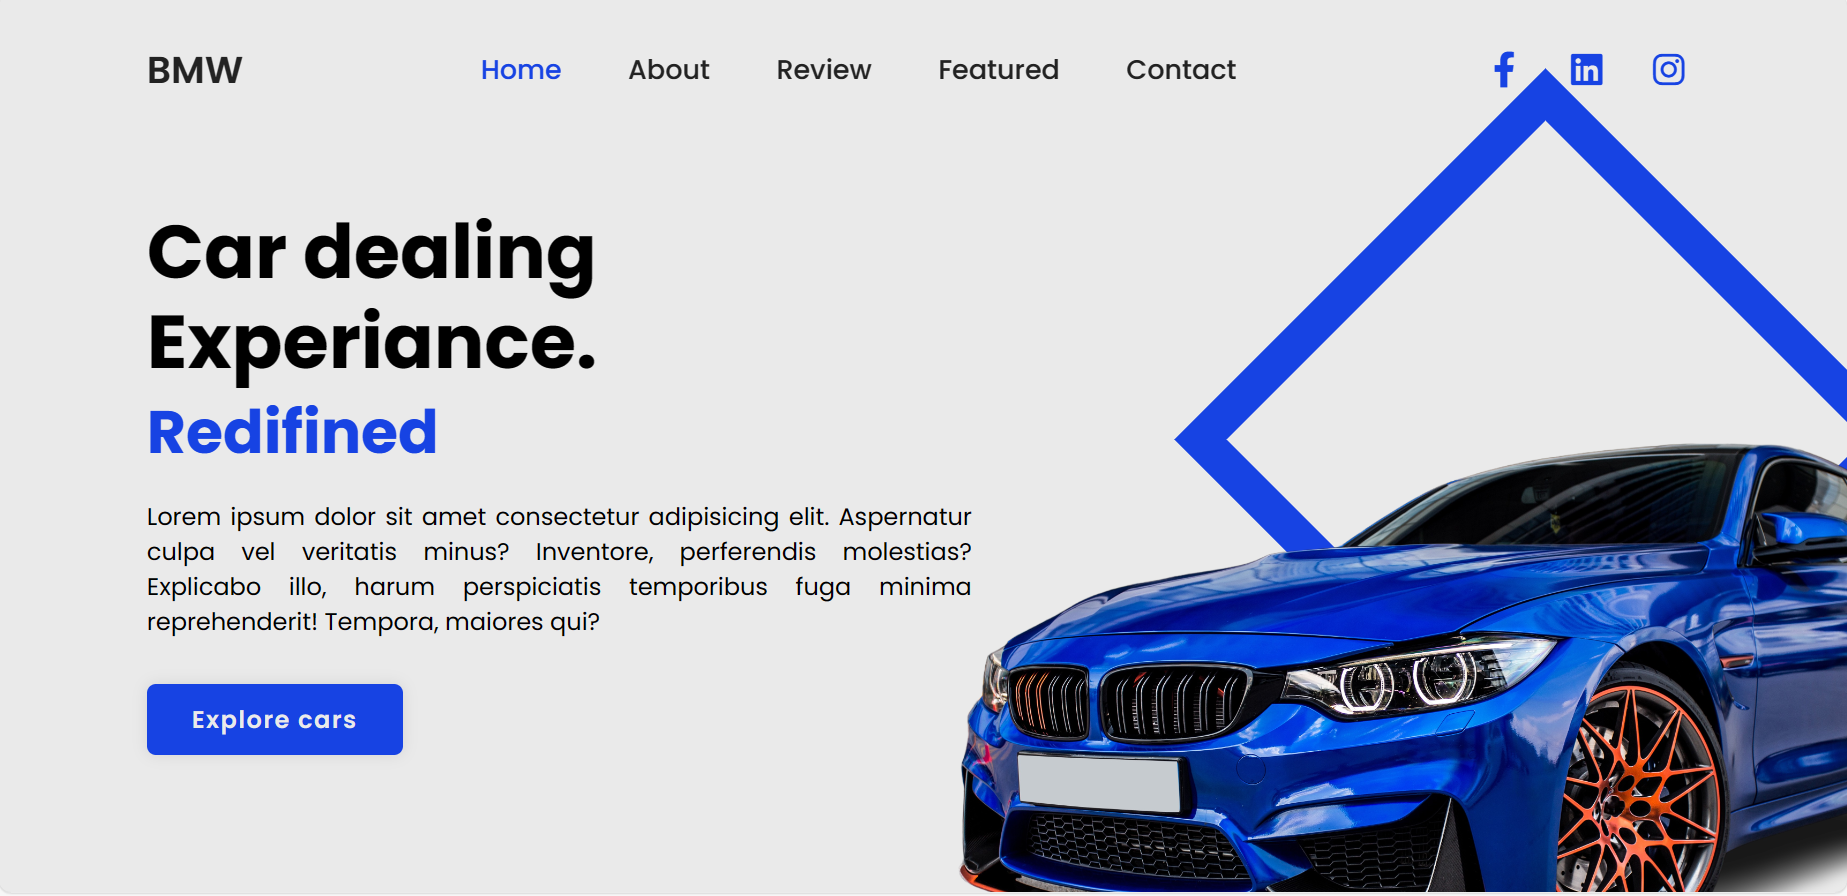 BMW
Home About Review Featured Contact
Car dealing
Experiance.
Redifined
Lorem ipsum dolor sit amet consectetur adipisicing elit. Aspernatur
culpa vel veritatis minus? Inventore, perferendis molestias?
Explicabo illo, harum perspiciatis temporibus fuga minima
reprehenderit! Tempora, maiores qui?
Explore cars